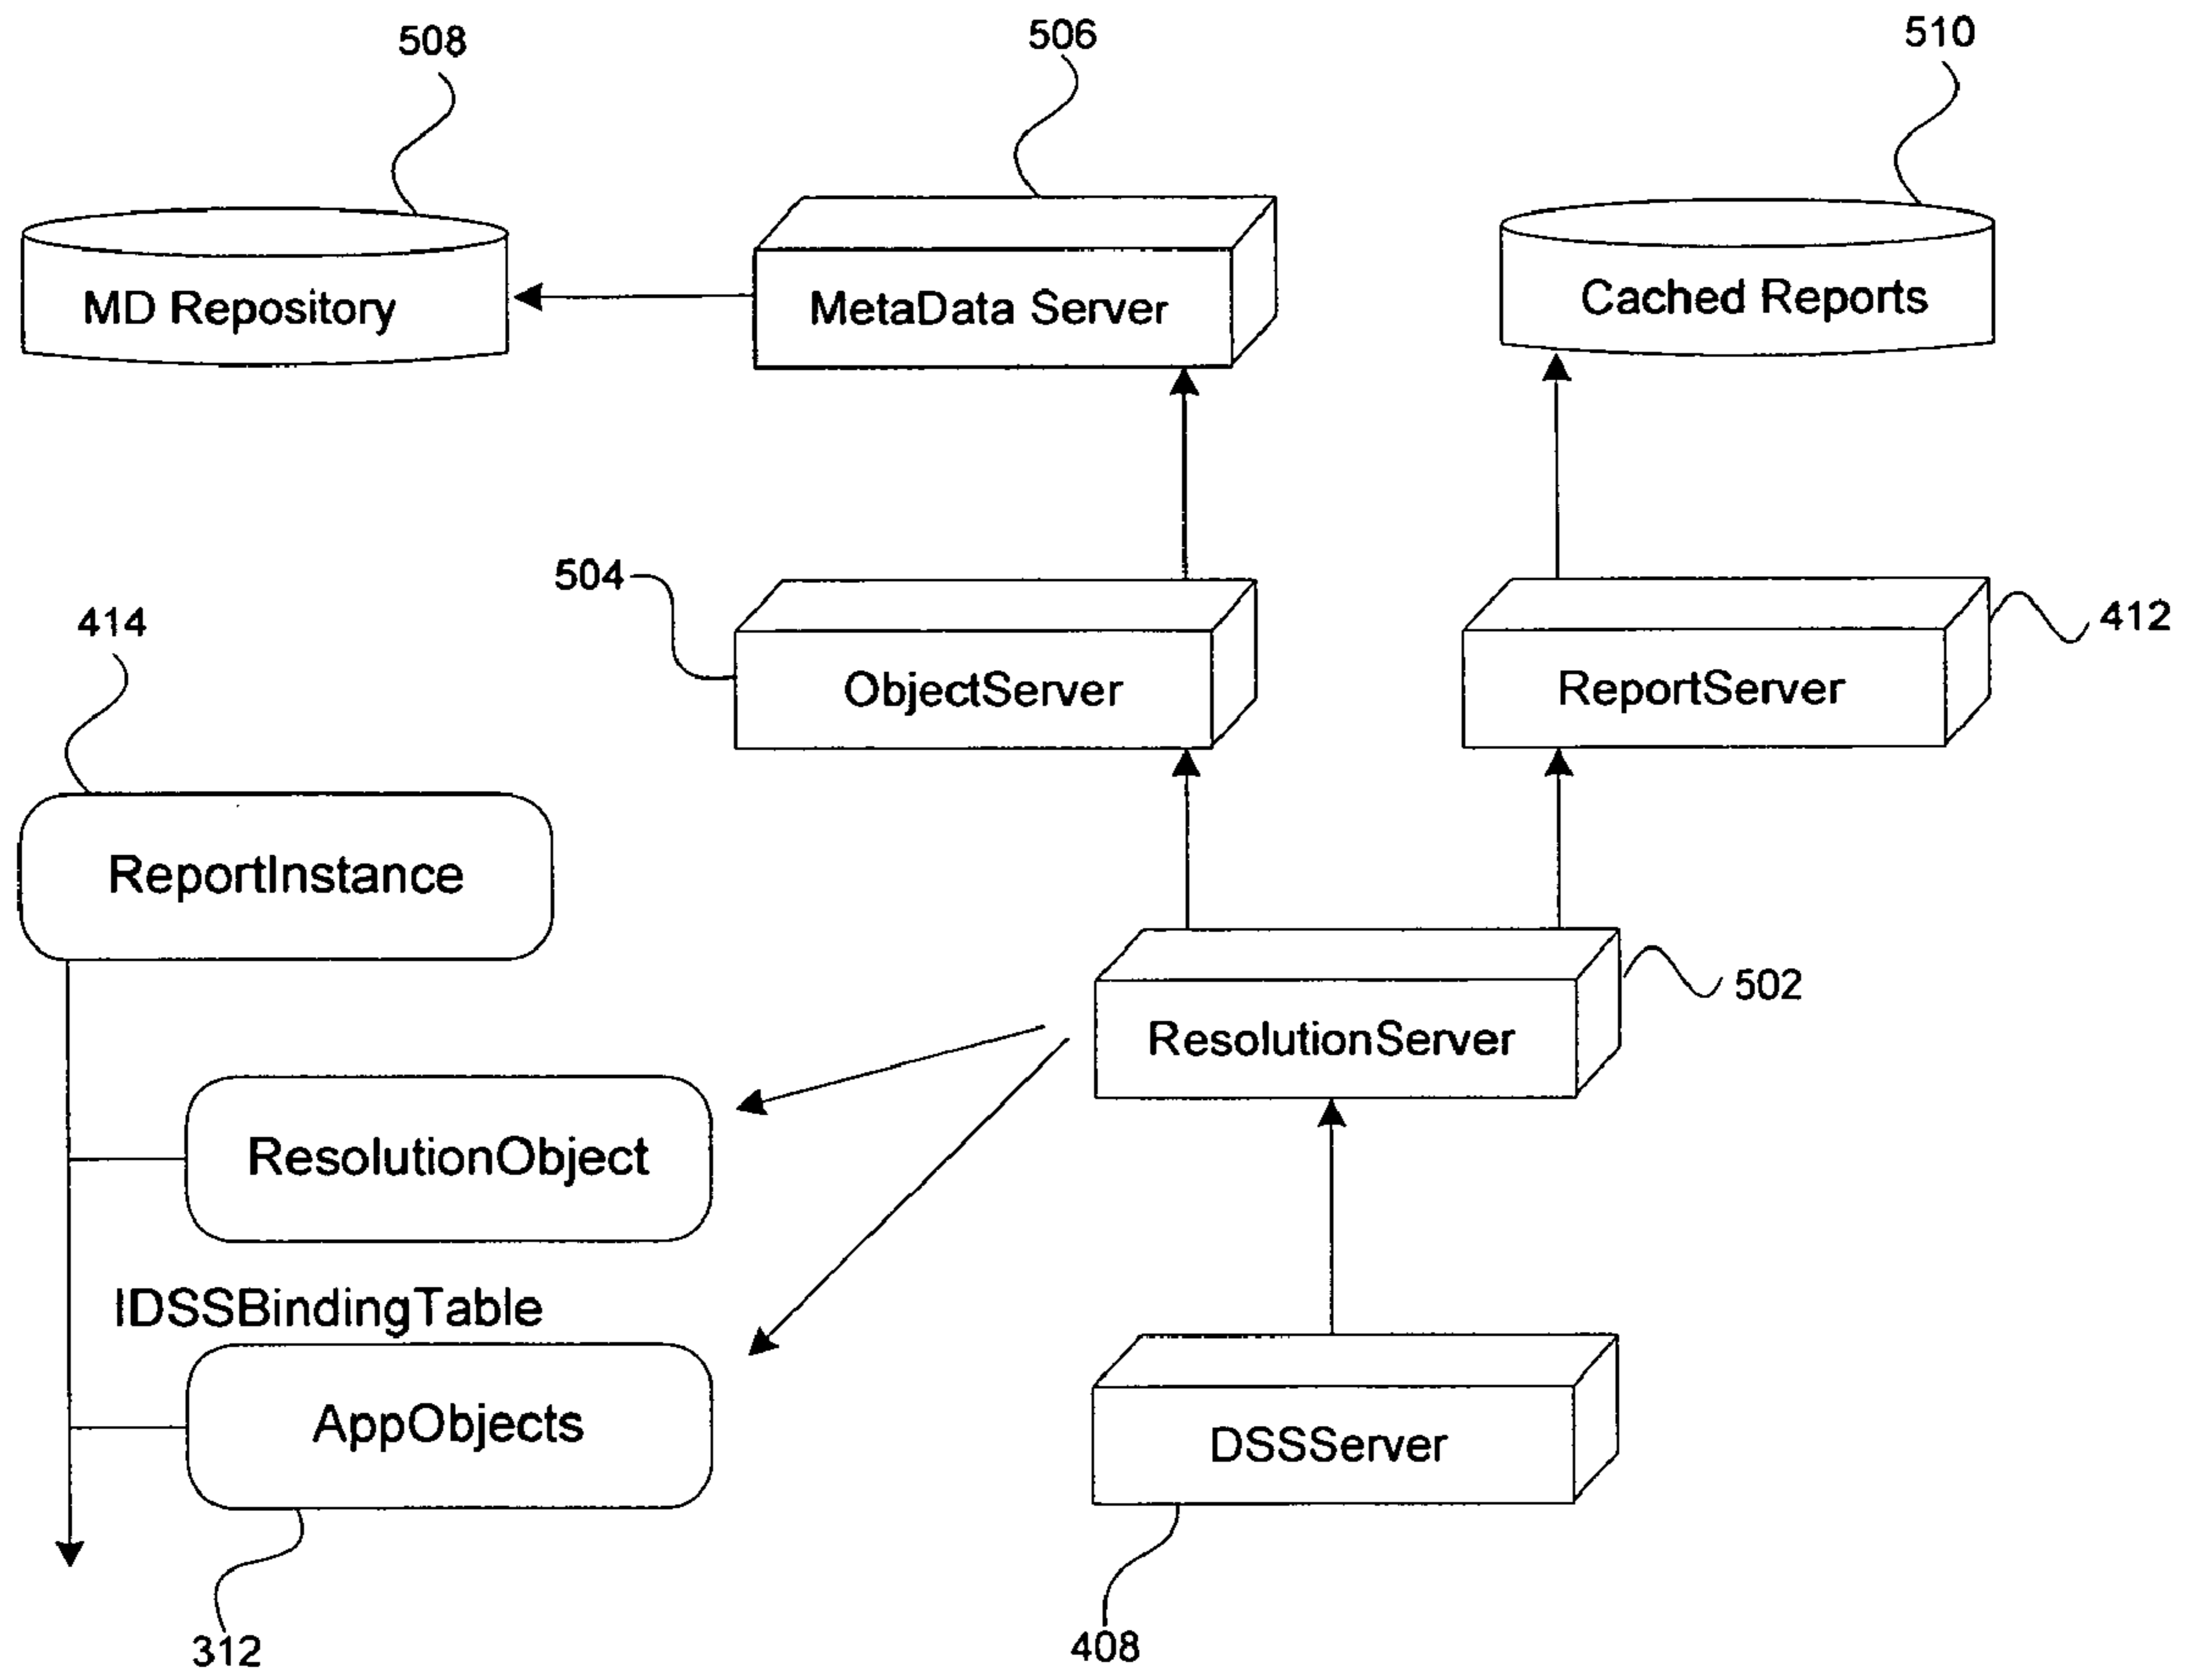 508
506
510
MD Repository
MetaData Server
Cached Reports
504
414
412
ObjectServer
ReportServer
ReportInstance
502
ResolutionServer
ResolutionObject
IDSSBindingTable
AppObjects
DSSServer
312
408